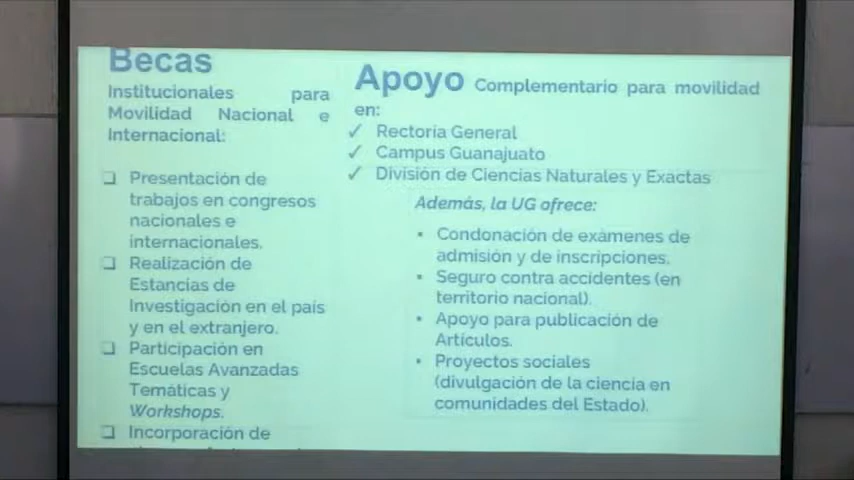 Becas
Institucionales para
Movilidad Nacional e
Internacional:
❑ Presentación de
trabajos en congresos
nacionales e
internacionales.
❑ Realización de
Estancias de
Investigación en el país
y en el extranjero.
❑ Participación en
Escuelas Avanzadas
Temáticas y
Workshops.
❑ Incorporación de
Apoyo Complementario para movilidad
en:
✓ Rectoría General
✓ Campus Guanajuato
✓ División de Ciencias Naturales y Exactas
Además, la UG ofrece:
• Condonación de exámenes de
admisión y de inscripciones.
• Seguro contra accidentes (en
territorio nacional).
• Apoyo para publicación de
Artículos.
• Proyectos sociales
(divulgación de la ciencia en
comunidades del Estado).